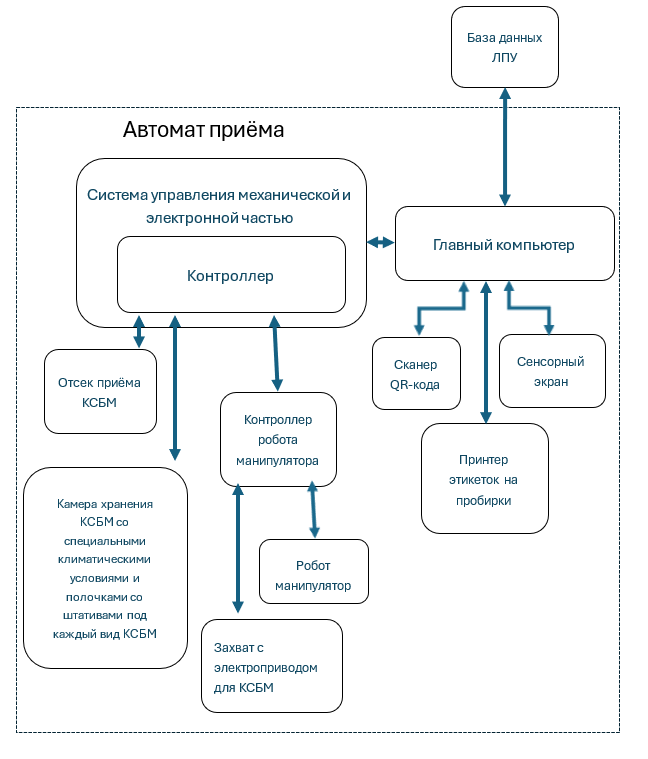 База данных
ЛПУ
Автомат приёма
Система управления механической и
электронной частью
Контроллер
Главный компьютер
Отсек приёма
КСБМ
Сканер
QR-кода
Сенсорный
экран
Контроллер
робота
манипулятора
Принтер
этикеток на
пробирки
Камера хранения
КСБМ со
специальными
климатическими
условиями и
полочками со
штативами под
каждый вид КСБМ
Робот
манипулятор
Захват с
электроприводом
для КСБМ